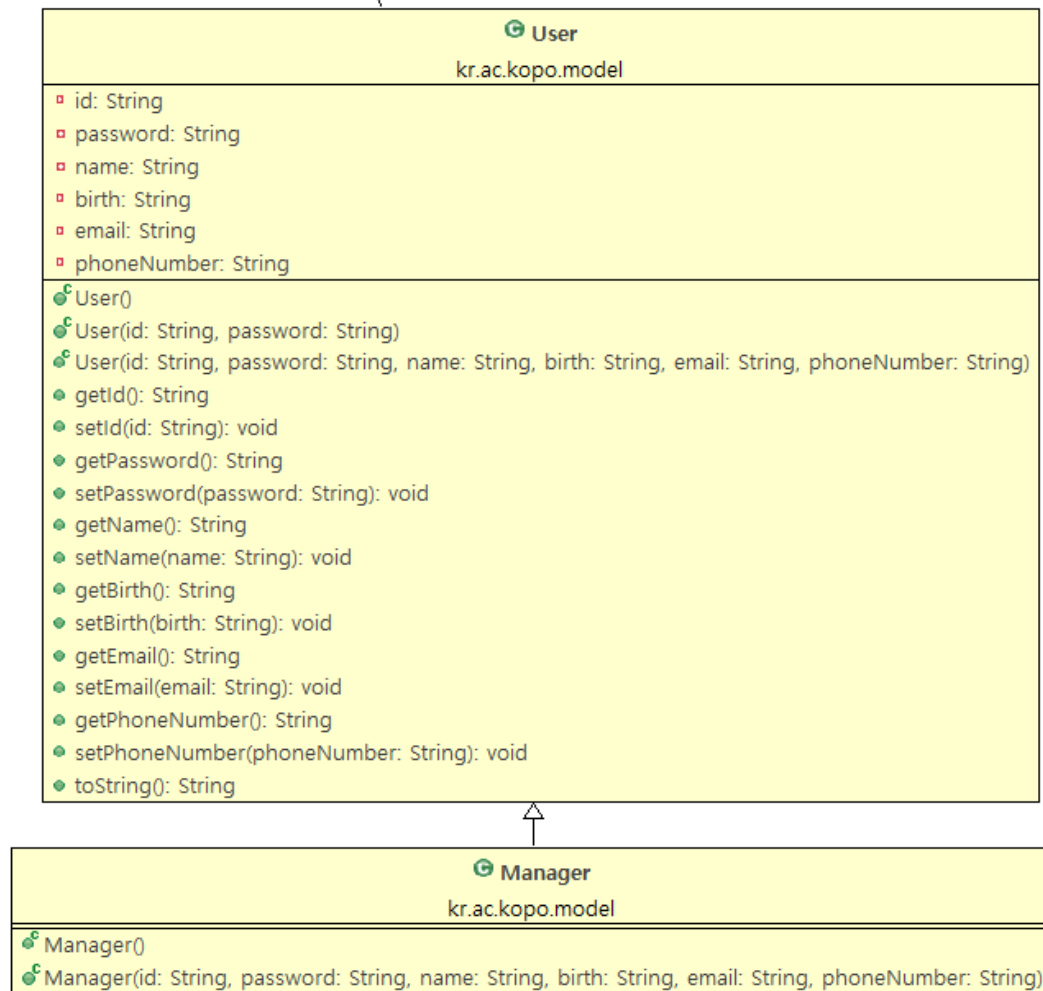 User
kr.ac.kopo.model
id: String
password: String
name: String
birth: String
email: String
phoneNumber: String
User()
User(id: String, password: String)
User(id: String, password: String, name: String, birth: String, email: String, phoneNumber: String)
getId(): String
setId(id: String): void
getPassword(): String
setPassword(password: String): void
getName(): String
setName(name: String): void
getBirth(): String
setBirth(birth: String): void
getEmail(): String
setEmail(email: String): void
getPhoneNumber(): String
setPhoneNumber(phoneNumber: String): void
toString(): String
Manager
kr.ac.kopo.model
Manager()
Manager(id: String, password: String, name: String, birth: String, email: String, phoneNumber: String)